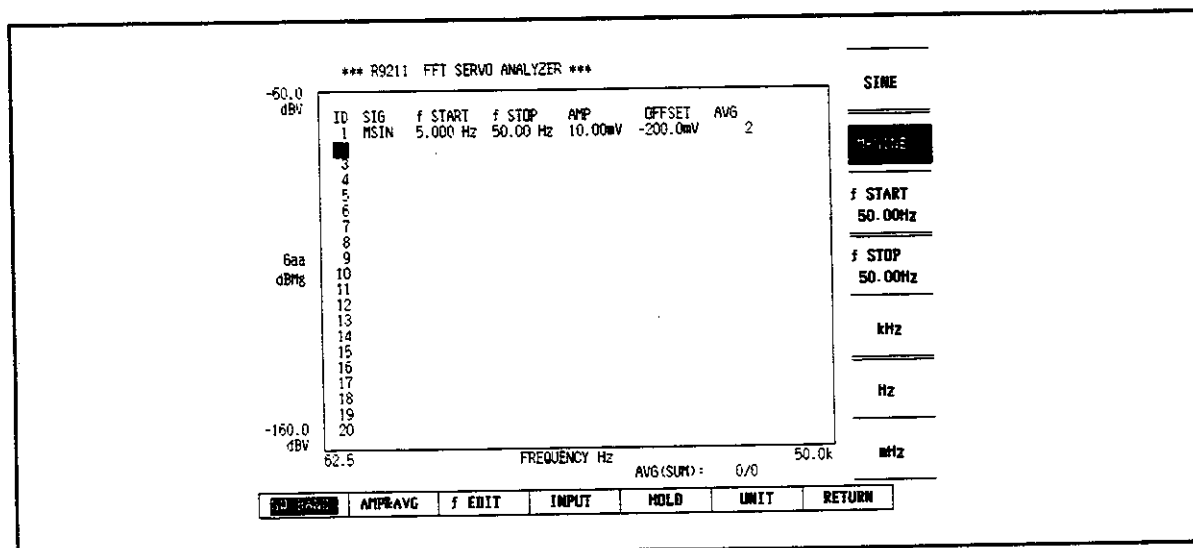 *** R9211 FFT SERVO ANALYZER ***
-60.0
dBV
ID SIG f START f STOP AMP OFFSET AVG
1 MSIN 5.000 Hz 50.00 Hz 10.00mV -200.0mV 2
3
4
5
6
7
8
9
10
11
12
13
14
15
16
17
18
19
20
Gaa
dBMg
-160.0
dBV
62.5
FREQUENCY Hz
50.0k
AVG(SUM): 0/0
SINE
f START
50.00Hz
f STOP
50.00Hz
kHz
Hz
mHz
AMP&AVG
f EDIT
INPUT
HOLD
UNIT
RETURN